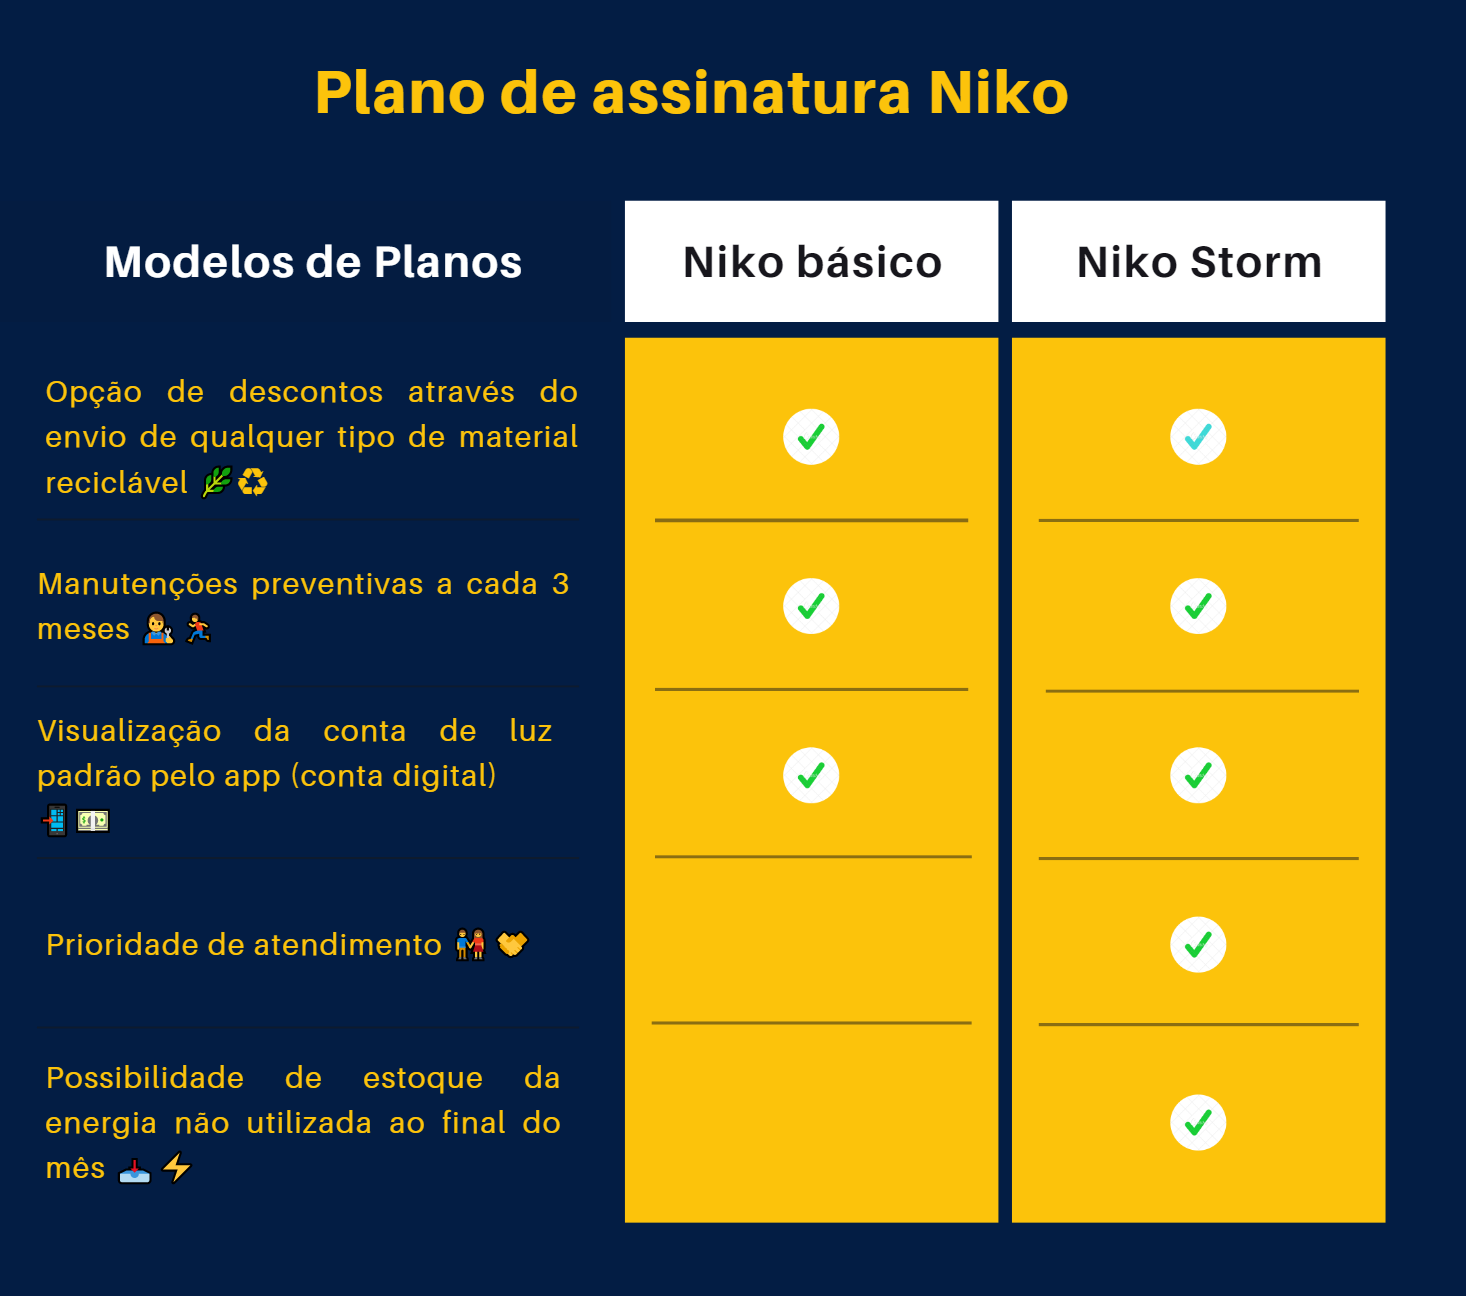 Plano de assinatura Niko
Modelos de Planos
Niko básico
Niko Storm
Opção de descontos através do
envio de qualquer tipo de material
reciclável 🌿♻
Manutenções preventivas a cada 3
meses 👨‍🔧🏃
Visualização da conta de luz
padrão pelo app (conta digital)
📲💵
Prioridade de atendimento 👫🤝
Possibilidade de estoque da
energia não utilizada ao final do
mês 📥⚡